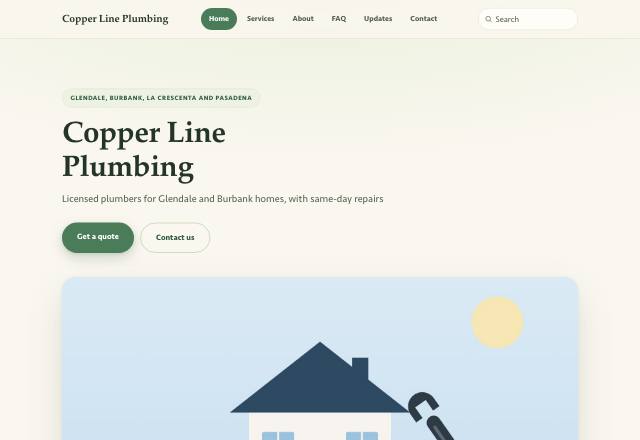 Copper Line Plumbing
Home Services About FAQ Updates Contact
Search
GLENDALE, BURBANK, LA CRESCENTA AND PASADENA
Copper Line
Plumbing
Licensed plumbers for Glendale and Burbank homes, with same-day repairs
Get a quote
Contact us